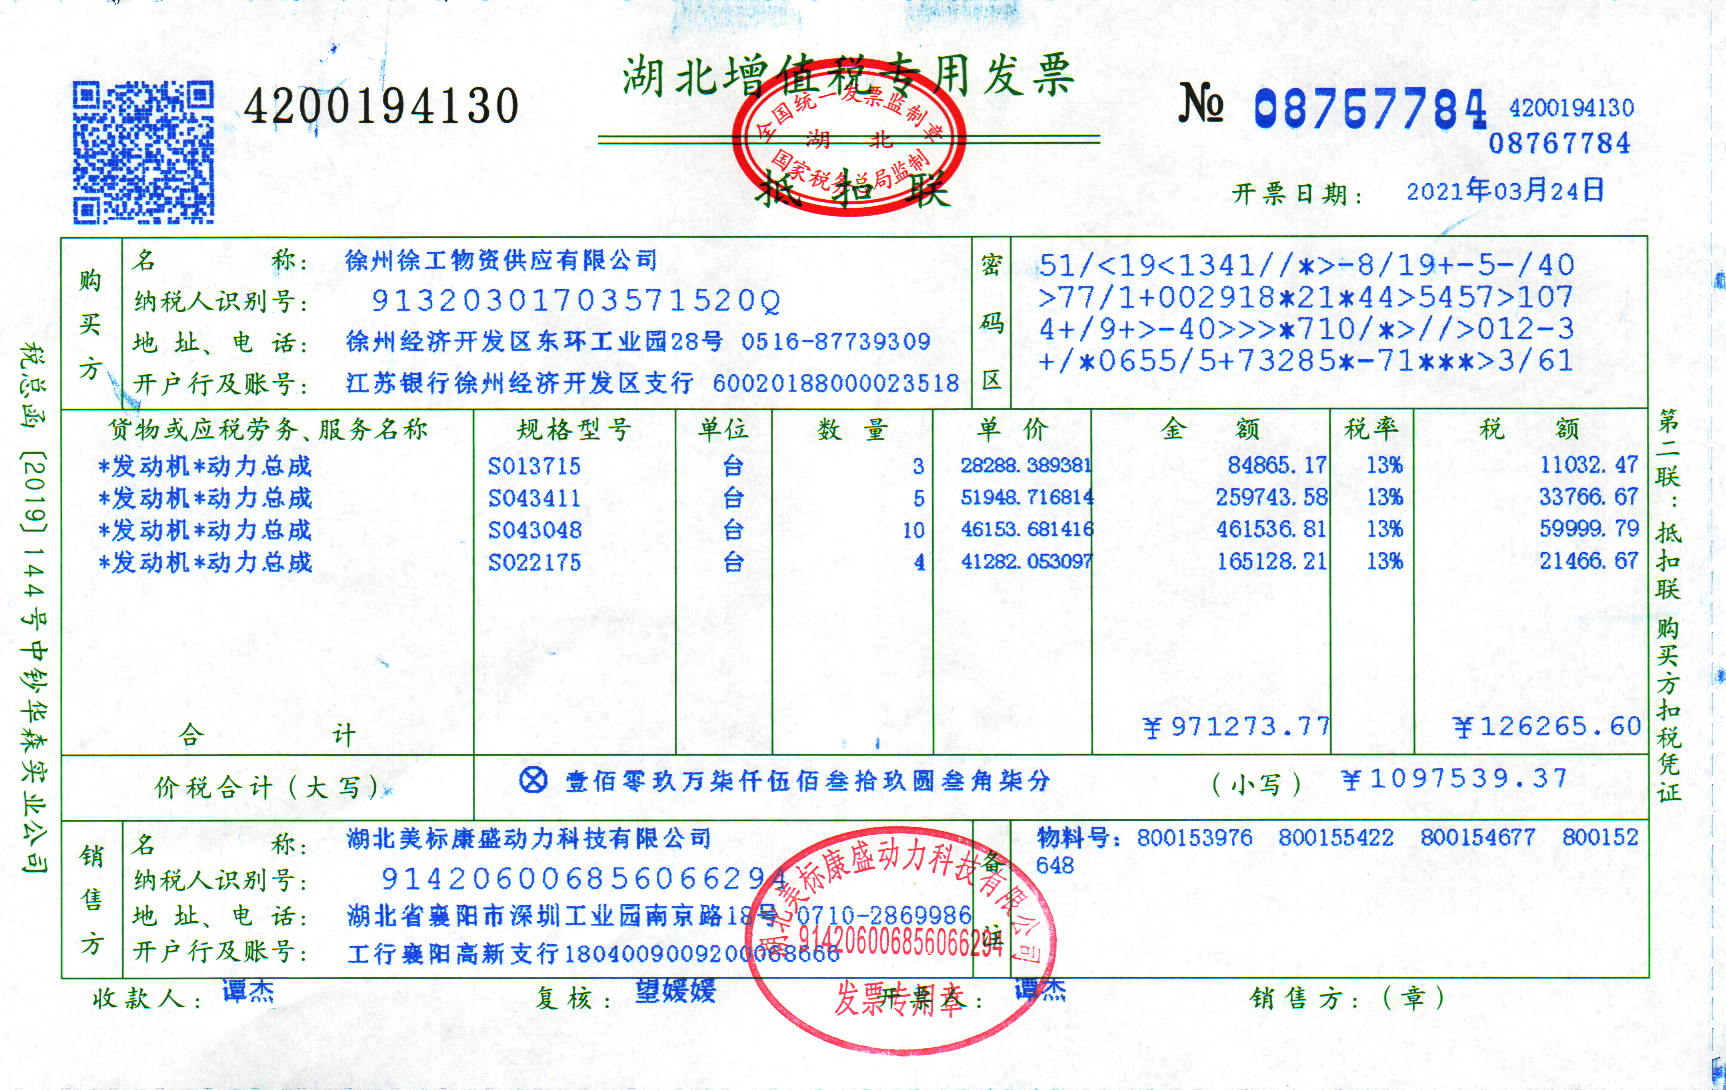 湖北增值税专用发票
4200194130
№ 08767784
4200194130
08767784
全国统一发票监制章
湖 北
国家税务总局监制
抵扣联
开票日期: 2021年03月24日
购买方
名 称: 徐州徐工物资供应有限公司
纳税人识别号: 91320301703571520Q
地 址、电 话: 徐州经济开发区东环工业园28号 0516-87739309
开户行及账号: 江苏银行徐州经济开发区支行 60020188000023518
密码区
51/<19<1341//*>-8/19+-5-/40
>77/1+002918*21*44>5457>107
4+/9+>-40>>>*710/*>//>012-3
+/*0655/5+73285*-71***>3/61
货物或应税劳务、服务名称 规格型号 单位 数 量 单 价 金 额 税率 税 额
*发动机*动力总成 S013715 台 3 28288.389381 84865.17 13% 11032.47
*发动机*动力总成 S043411 台 5 51948.716814 259743.58 13% 33766.67
*发动机*动力总成 S043048 台 10 46153.681416 461536.81 13% 59999.79
*发动机*动力总成 S022175 台 4 41282.053097 165128.21 13% 21466.67
合 计 ¥971273.77 ¥126265.60
价税合计(大写) ⊗壹佰零玖万柒仟伍佰叁拾玖圆叁角柒分 (小写) ¥1097539.37
销售方
名 称: 湖北美标康盛动力科技有限公司
纳税人识别号: 914206006856066294
地 址、电 话: 湖北省襄阳市深圳工业园南京路18号 0710-2869986
开户行及账号: 工行襄阳高新支行1804009009200088666
备注
物料号: 800153976 800155422 800154677 800152
648
湖北美标康盛动力科技有限公司
914206006856066294
发票专用章
收款人: 谭杰 复核: 望媛媛 开票人: 谭杰 销售方:(章)
税总函[2019]144号中钞华森实业公司
第二联:抵扣联 购买方扣税凭证